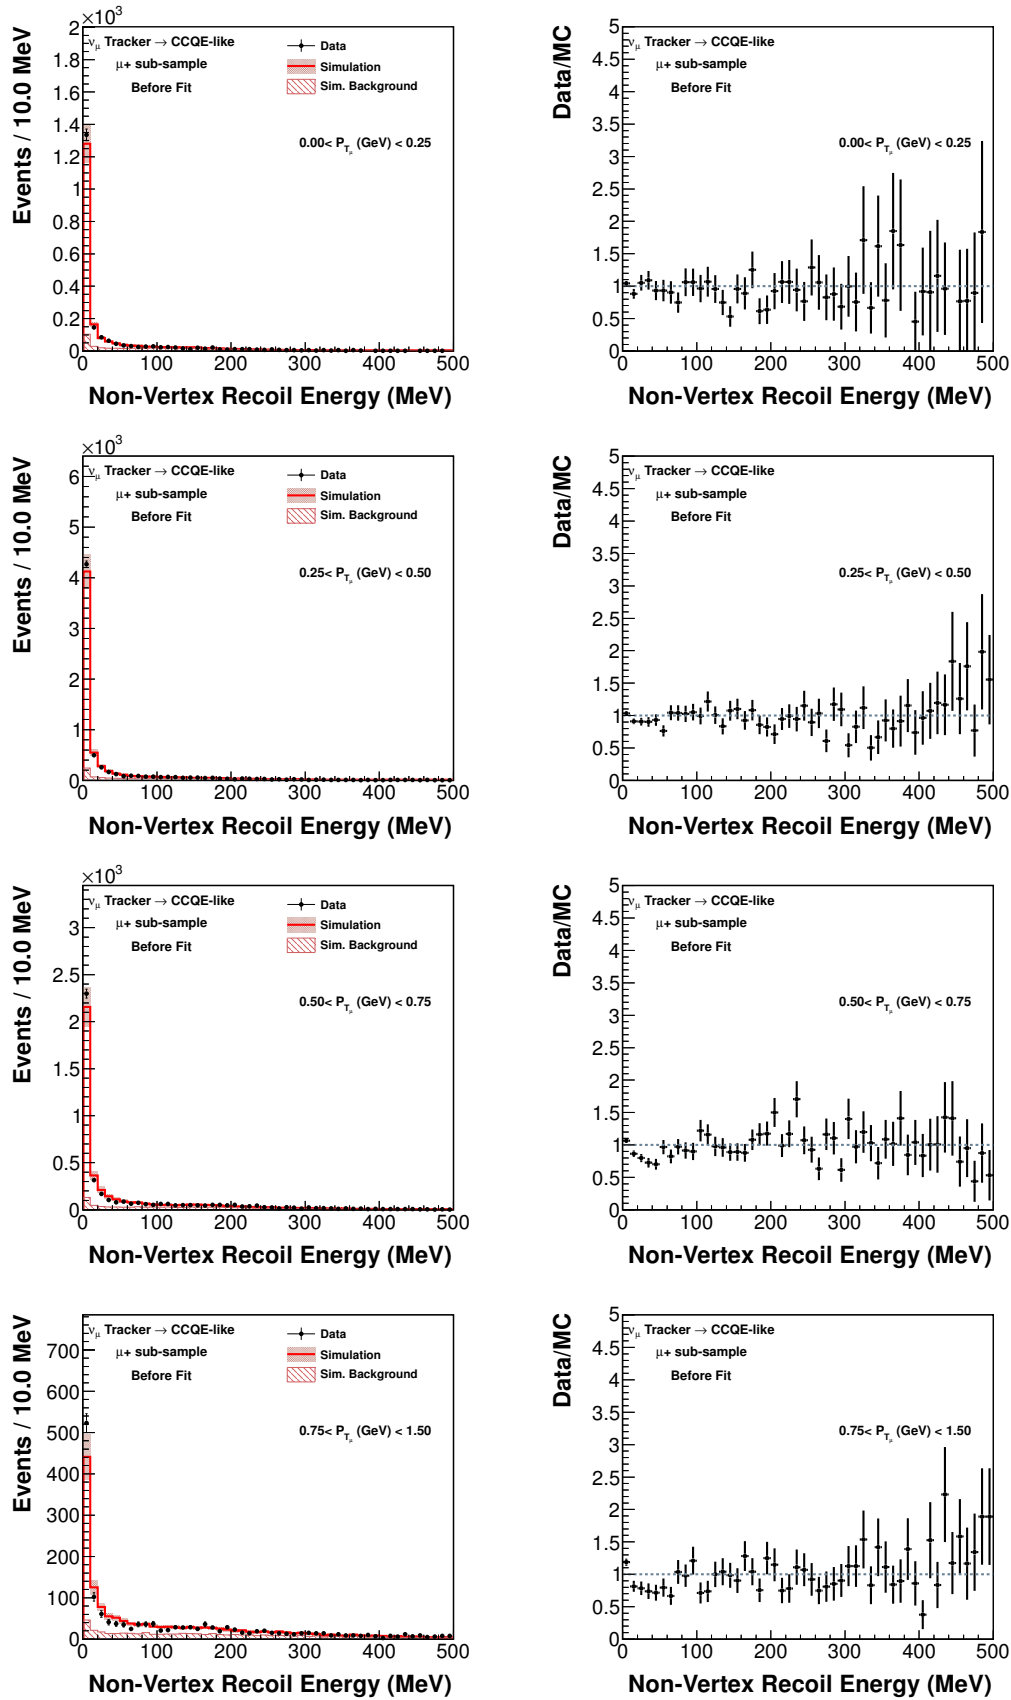 ×10³
ν_μ Tracker → CCQE-like
μ+ sub-sample
Before Fit
Data
Simulation
Sim. Background
0.00< P_Tμ (GeV) < 0.25
Events / 10.0 MeV
2
1.8
1.6
1.4
1.2
1
0.8
0.6
0.4
0.2
0
0 100 200 300 400 500
Non-Vertex Recoil Energy (MeV)
ν_μ Tracker → CCQE-like
μ+ sub-sample
Before Fit
0.00< P_Tμ (GeV) < 0.25
Data/MC
5
4.5
4
3.5
3
2.5
2
1.5
1
0.5
0
0 100 200 300 400 500
Non-Vertex Recoil Energy (MeV)
×10³
ν_μ Tracker → CCQE-like
μ+ sub-sample
Before Fit
Data
Simulation
Sim. Background
0.25< P_Tμ (GeV) < 0.50
Events / 10.0 MeV
6
5
4
3
2
1
0
0 100 200 300 400 500
Non-Vertex Recoil Energy (MeV)
ν_μ Tracker → CCQE-like
μ+ sub-sample
Before Fit
0.25< P_Tμ (GeV) < 0.50
Data/MC
5
4.5
4
3.5
3
2.5
2
1.5
1
0.5
0
0 100 200 300 400 500
Non-Vertex Recoil Energy (MeV)
×10³
ν_μ Tracker → CCQE-like
μ+ sub-sample
Before Fit
Data
Simulation
Sim. Background
0.50< P_Tμ (GeV) < 0.75
Events / 10.0 MeV
3
2.5
2
1.5
1
0.5
0
0 100 200 300 400 500
Non-Vertex Recoil Energy (MeV)
ν_μ Tracker → CCQE-like
μ+ sub-sample
Before Fit
0.50< P_Tμ (GeV) < 0.75
Data/MC
5
4.5
4
3.5
3
2.5
2
1.5
1
0.5
0
0 100 200 300 400 500
Non-Vertex Recoil Energy (MeV)
ν_μ Tracker → CCQE-like
μ+ sub-sample
Before Fit
Data
Simulation
Sim. Background
0.75< P_Tμ (GeV) < 1.50
Events / 10.0 MeV
700
600
500
400
300
200
100
0
0 100 200 300 400 500
Non-Vertex Recoil Energy (MeV)
ν_μ Tracker → CCQE-like
μ+ sub-sample
Before Fit
0.75< P_Tμ (GeV) < 1.50
Data/MC
5
4.5
4
3.5
3
2.5
2
1.5
1
0.5
0
0 100 200 300 400 500
Non-Vertex Recoil Energy (MeV)